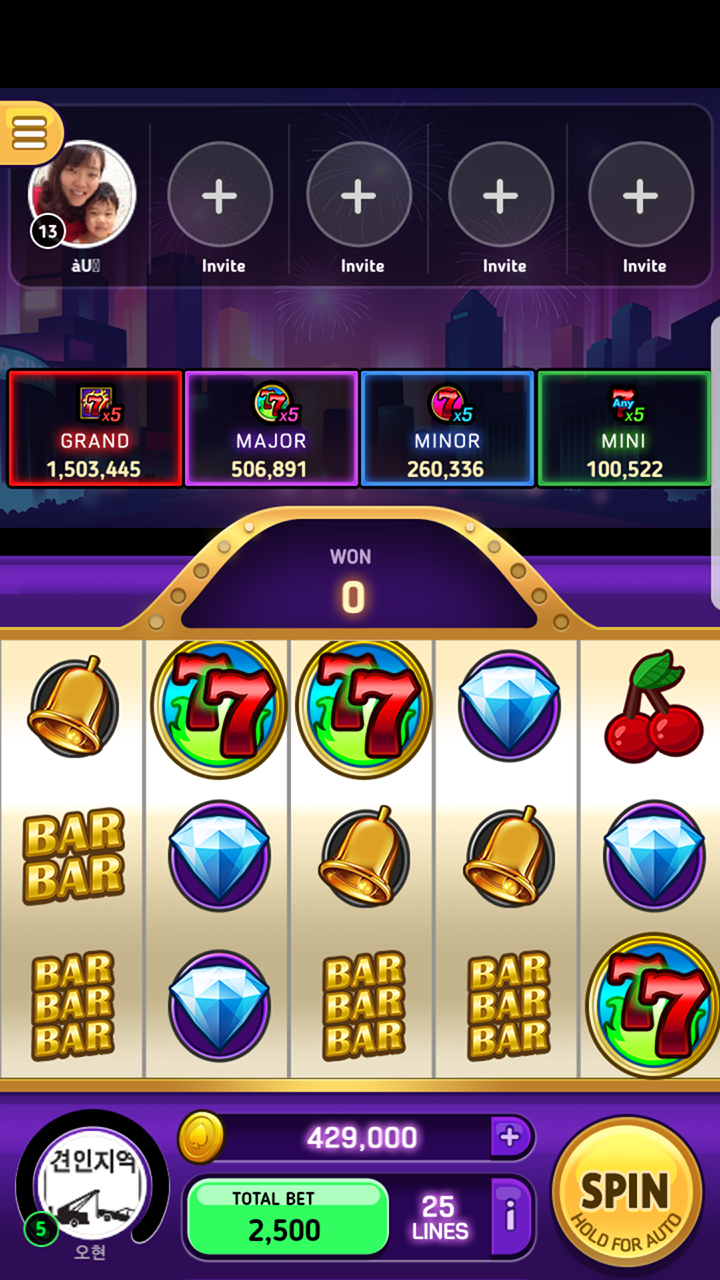 13
àU
Invite
Invite
Invite
Invite
7 x5
7 x5
7 x5
Any x5
GRAND
MAJOR
MINOR
MINI
1,503,445
506,891
260,336
100,522
WON
0
77
77
BAR
BAR
BAR
BAR
BAR
BAR
BAR
BAR
BAR
BAR
BAR
77
견인지역
5
오현
429,000
TOTAL BET
2,500
25
LINES
i
SPIN
HOLD FOR AUTO